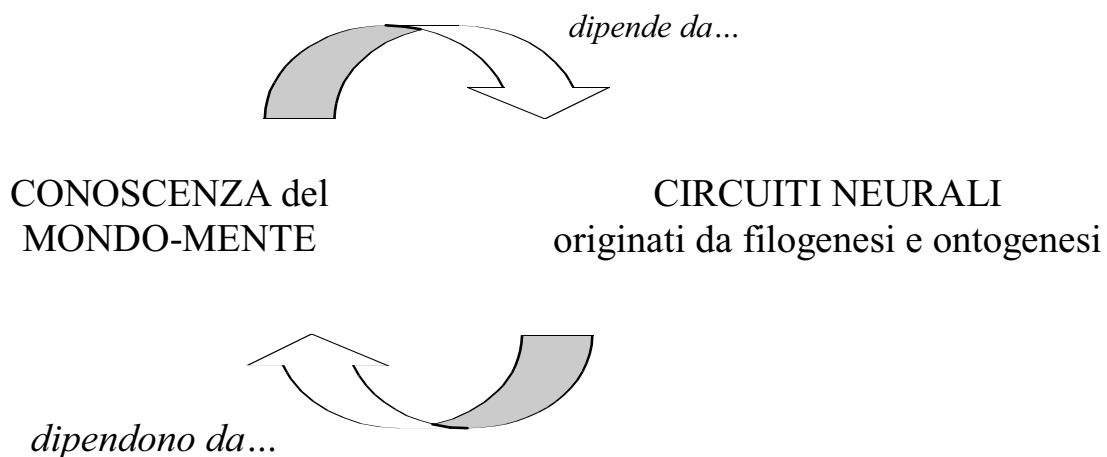 dipende da…
CONOSCENZA del
MONDO-MENTE
CIRCUITI NEURALI
originati da filogenesi e ontogenesi
dipendono da…